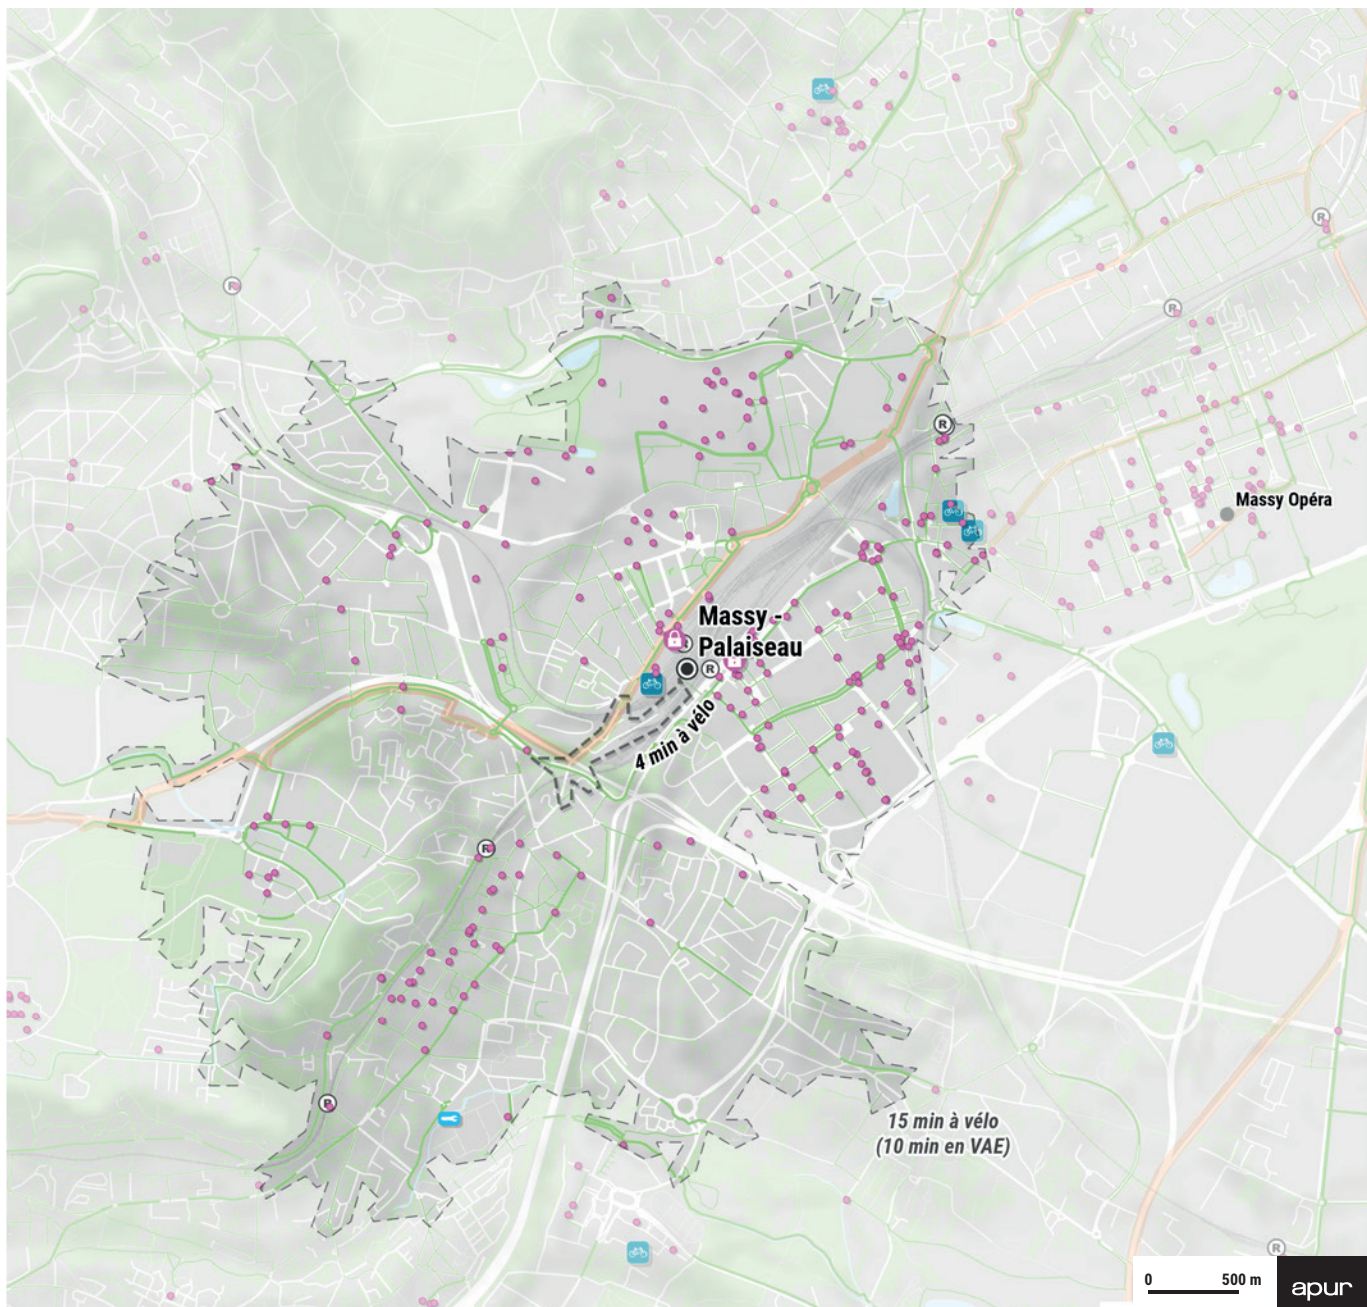 R
R
R
R
Massy Opéra
Massy -
Palaiseau
R
R
4 min à vélo
R
R
15 min à vélo
(10 min en VAE)
R
0 500 m
apur